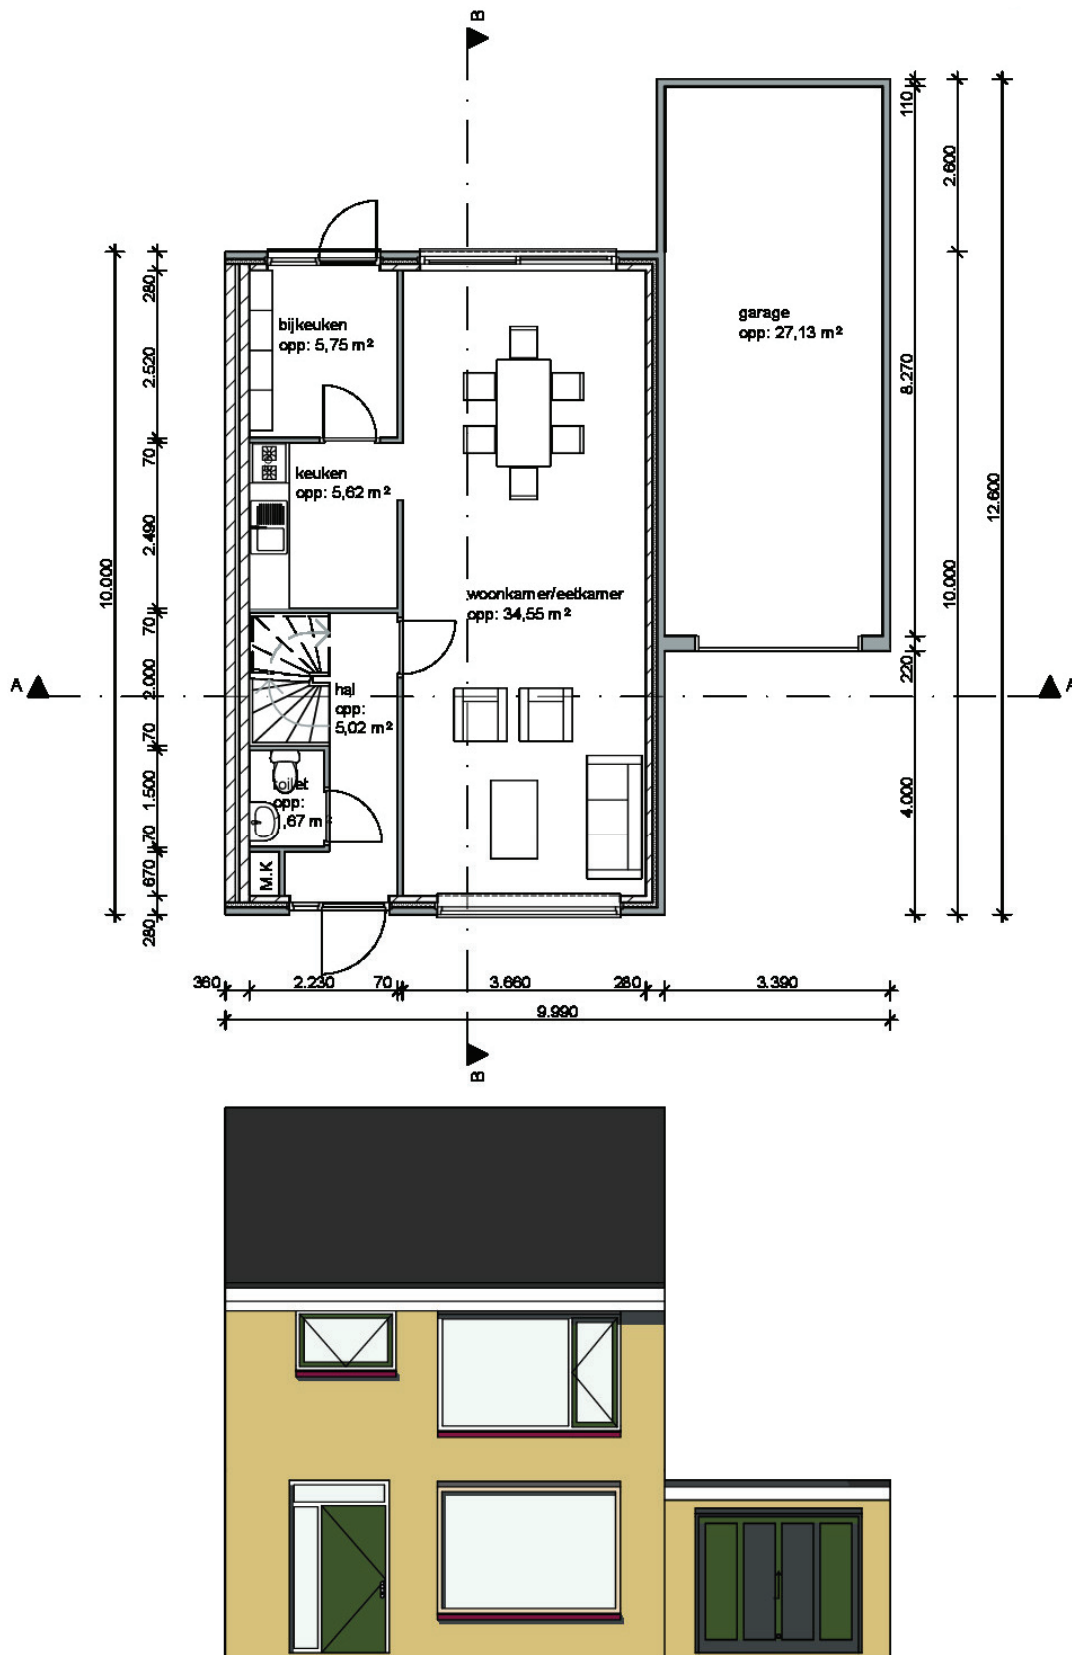 B
110
2.600
280
bijkeuken
opp: 5,75 m²
garage
opp: 27,13 m²
2.520
8.270
70
keuken
opp: 5,62 m²
12.600
2.490
10.000
woonkamer/eetkamer
opp: 34,55 m²
10.000
70
220
A
2.000
hal
opp:
5,02 m²
A
70
toilet
opp:
1,67 m²
1.500
4.000
70
M.K
670
280
360
2.230
70
3.660
280
3.390
9.990
B